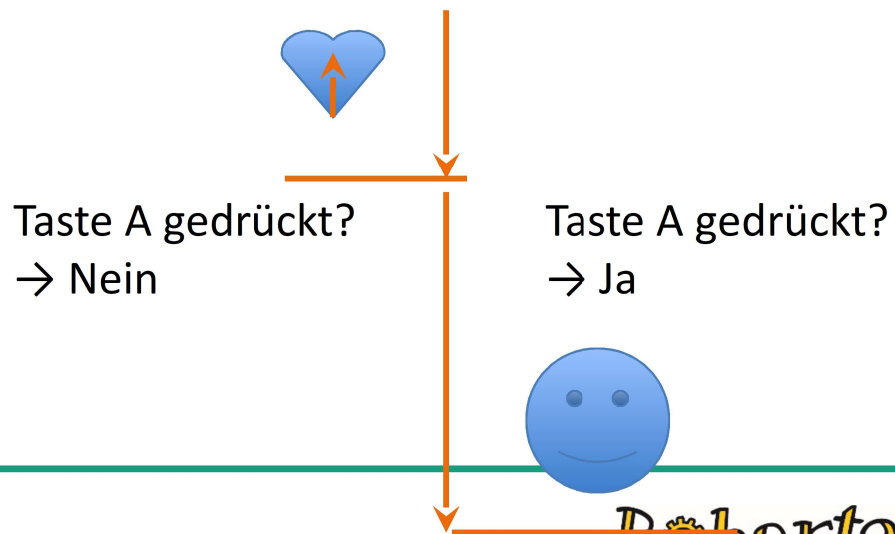 Taste A gedrückt?
→ Nein
Taste A gedrückt?
→ Ja